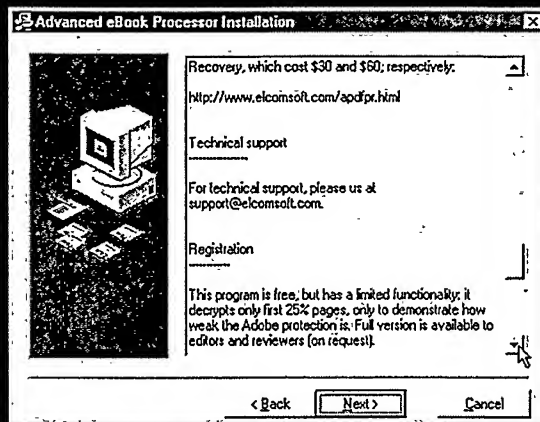 Advanced eBook Processor Installation
Recovery, which cost $30 and $60; respectively:
http://www.elcomsoft.com/apdfpr.html
Technical support
------------------
For technical support, please us at
support@elcomsoft.com.
Registration
------------
This program is free, but has a limited functionality: it
decrypts only first 25% pages, only to demonstrate how
weak the Adobe protection is. Full version is available to
editors and reviewers (on request).
< Back
Next >
Cancel